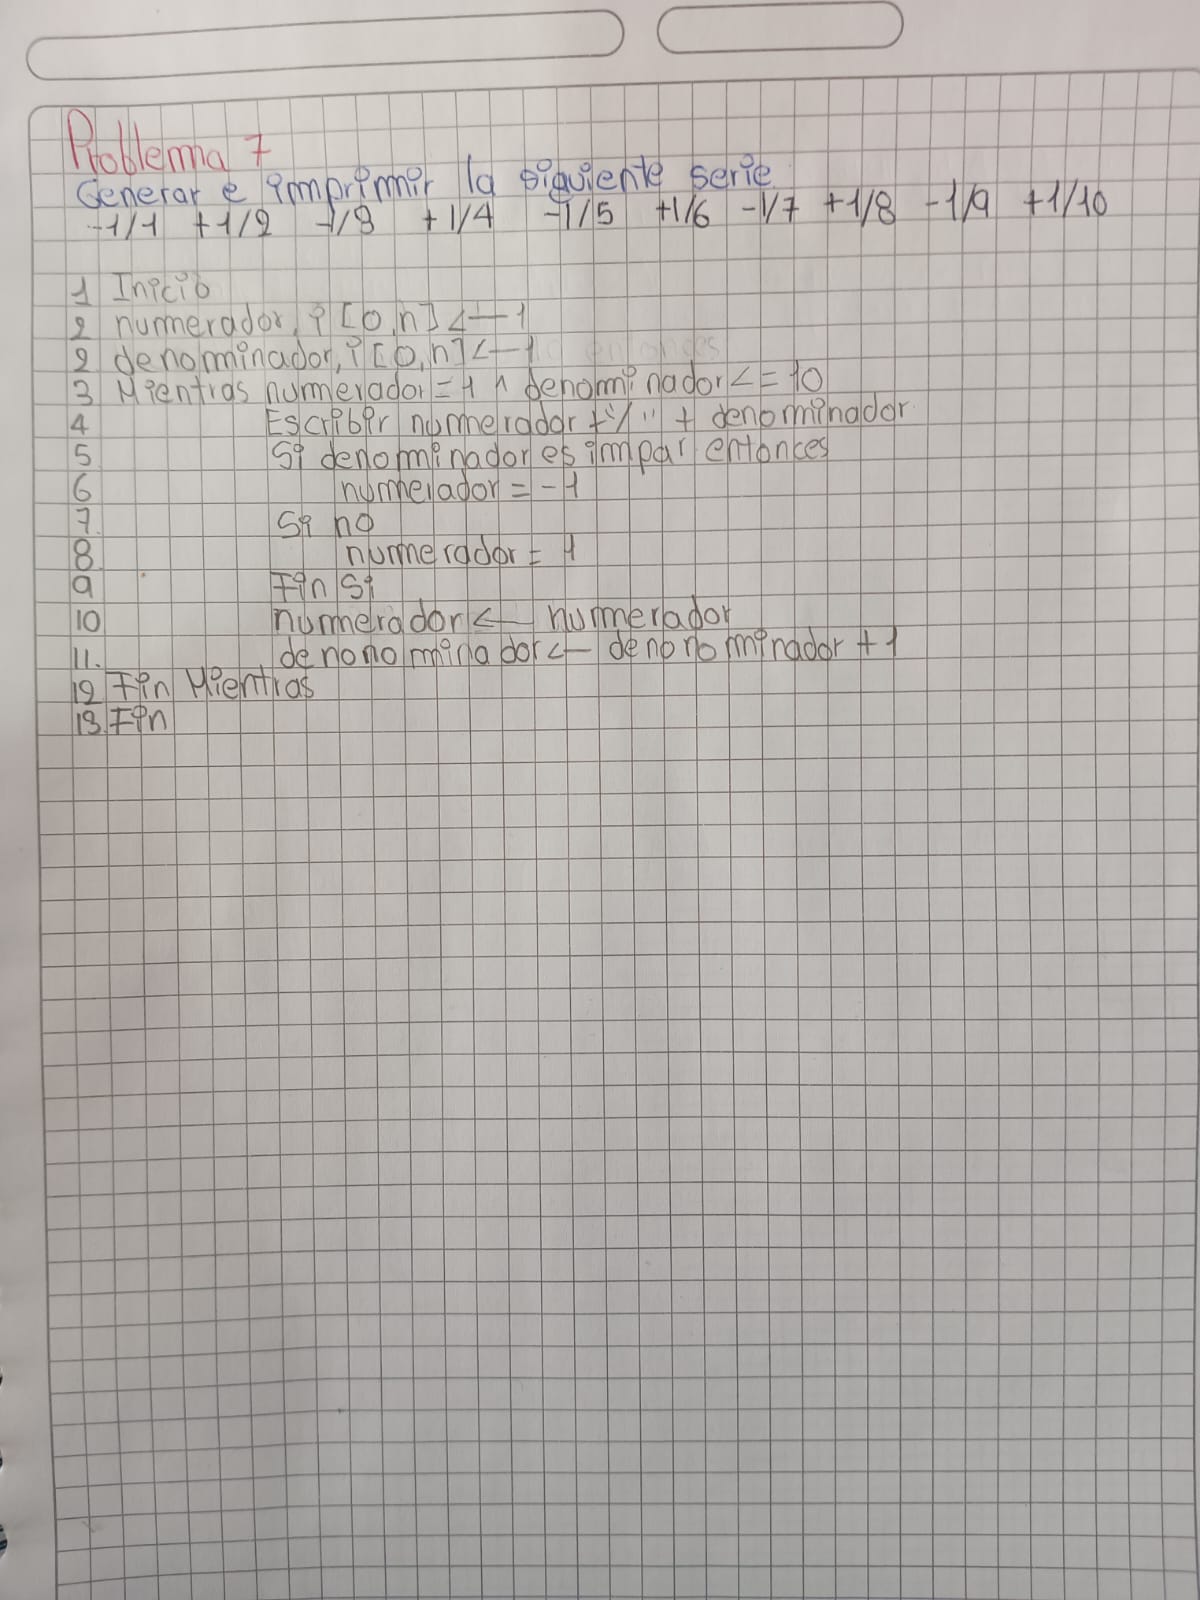 Problema 7
Generar e imprimir la siguiente serie
-1/1 +1/2 -1/3 +1/4 -1/5 +1/6 -1/7 +1/8 -1/9 +1/10
1 Inicio
2 numerador, i [0,n] <— 1
2 denominador, i [0,n] <— 1
3 Mientras numerador = 1 ^ denominador <= 10
4 Escribir numerador + "/" + denominador
5 Si denominador es impar entonces
6 numerador = -1
7. Si no
8. numerador = 1
9 Fin Si
10 numerador <— numerador
11. denonominador <— denonominador + 1
12 Fin Mientras
13. Fin